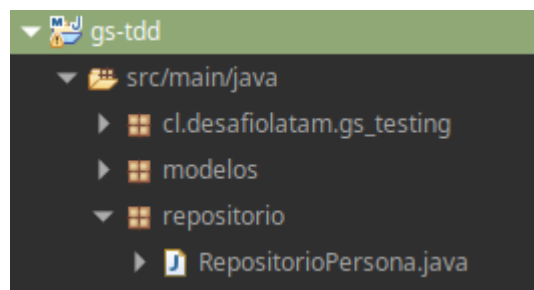 gs-tdd
src/main/java
cl.desafiolatam.gs_testing
modelos
repositorio
RepositorioPersona.java